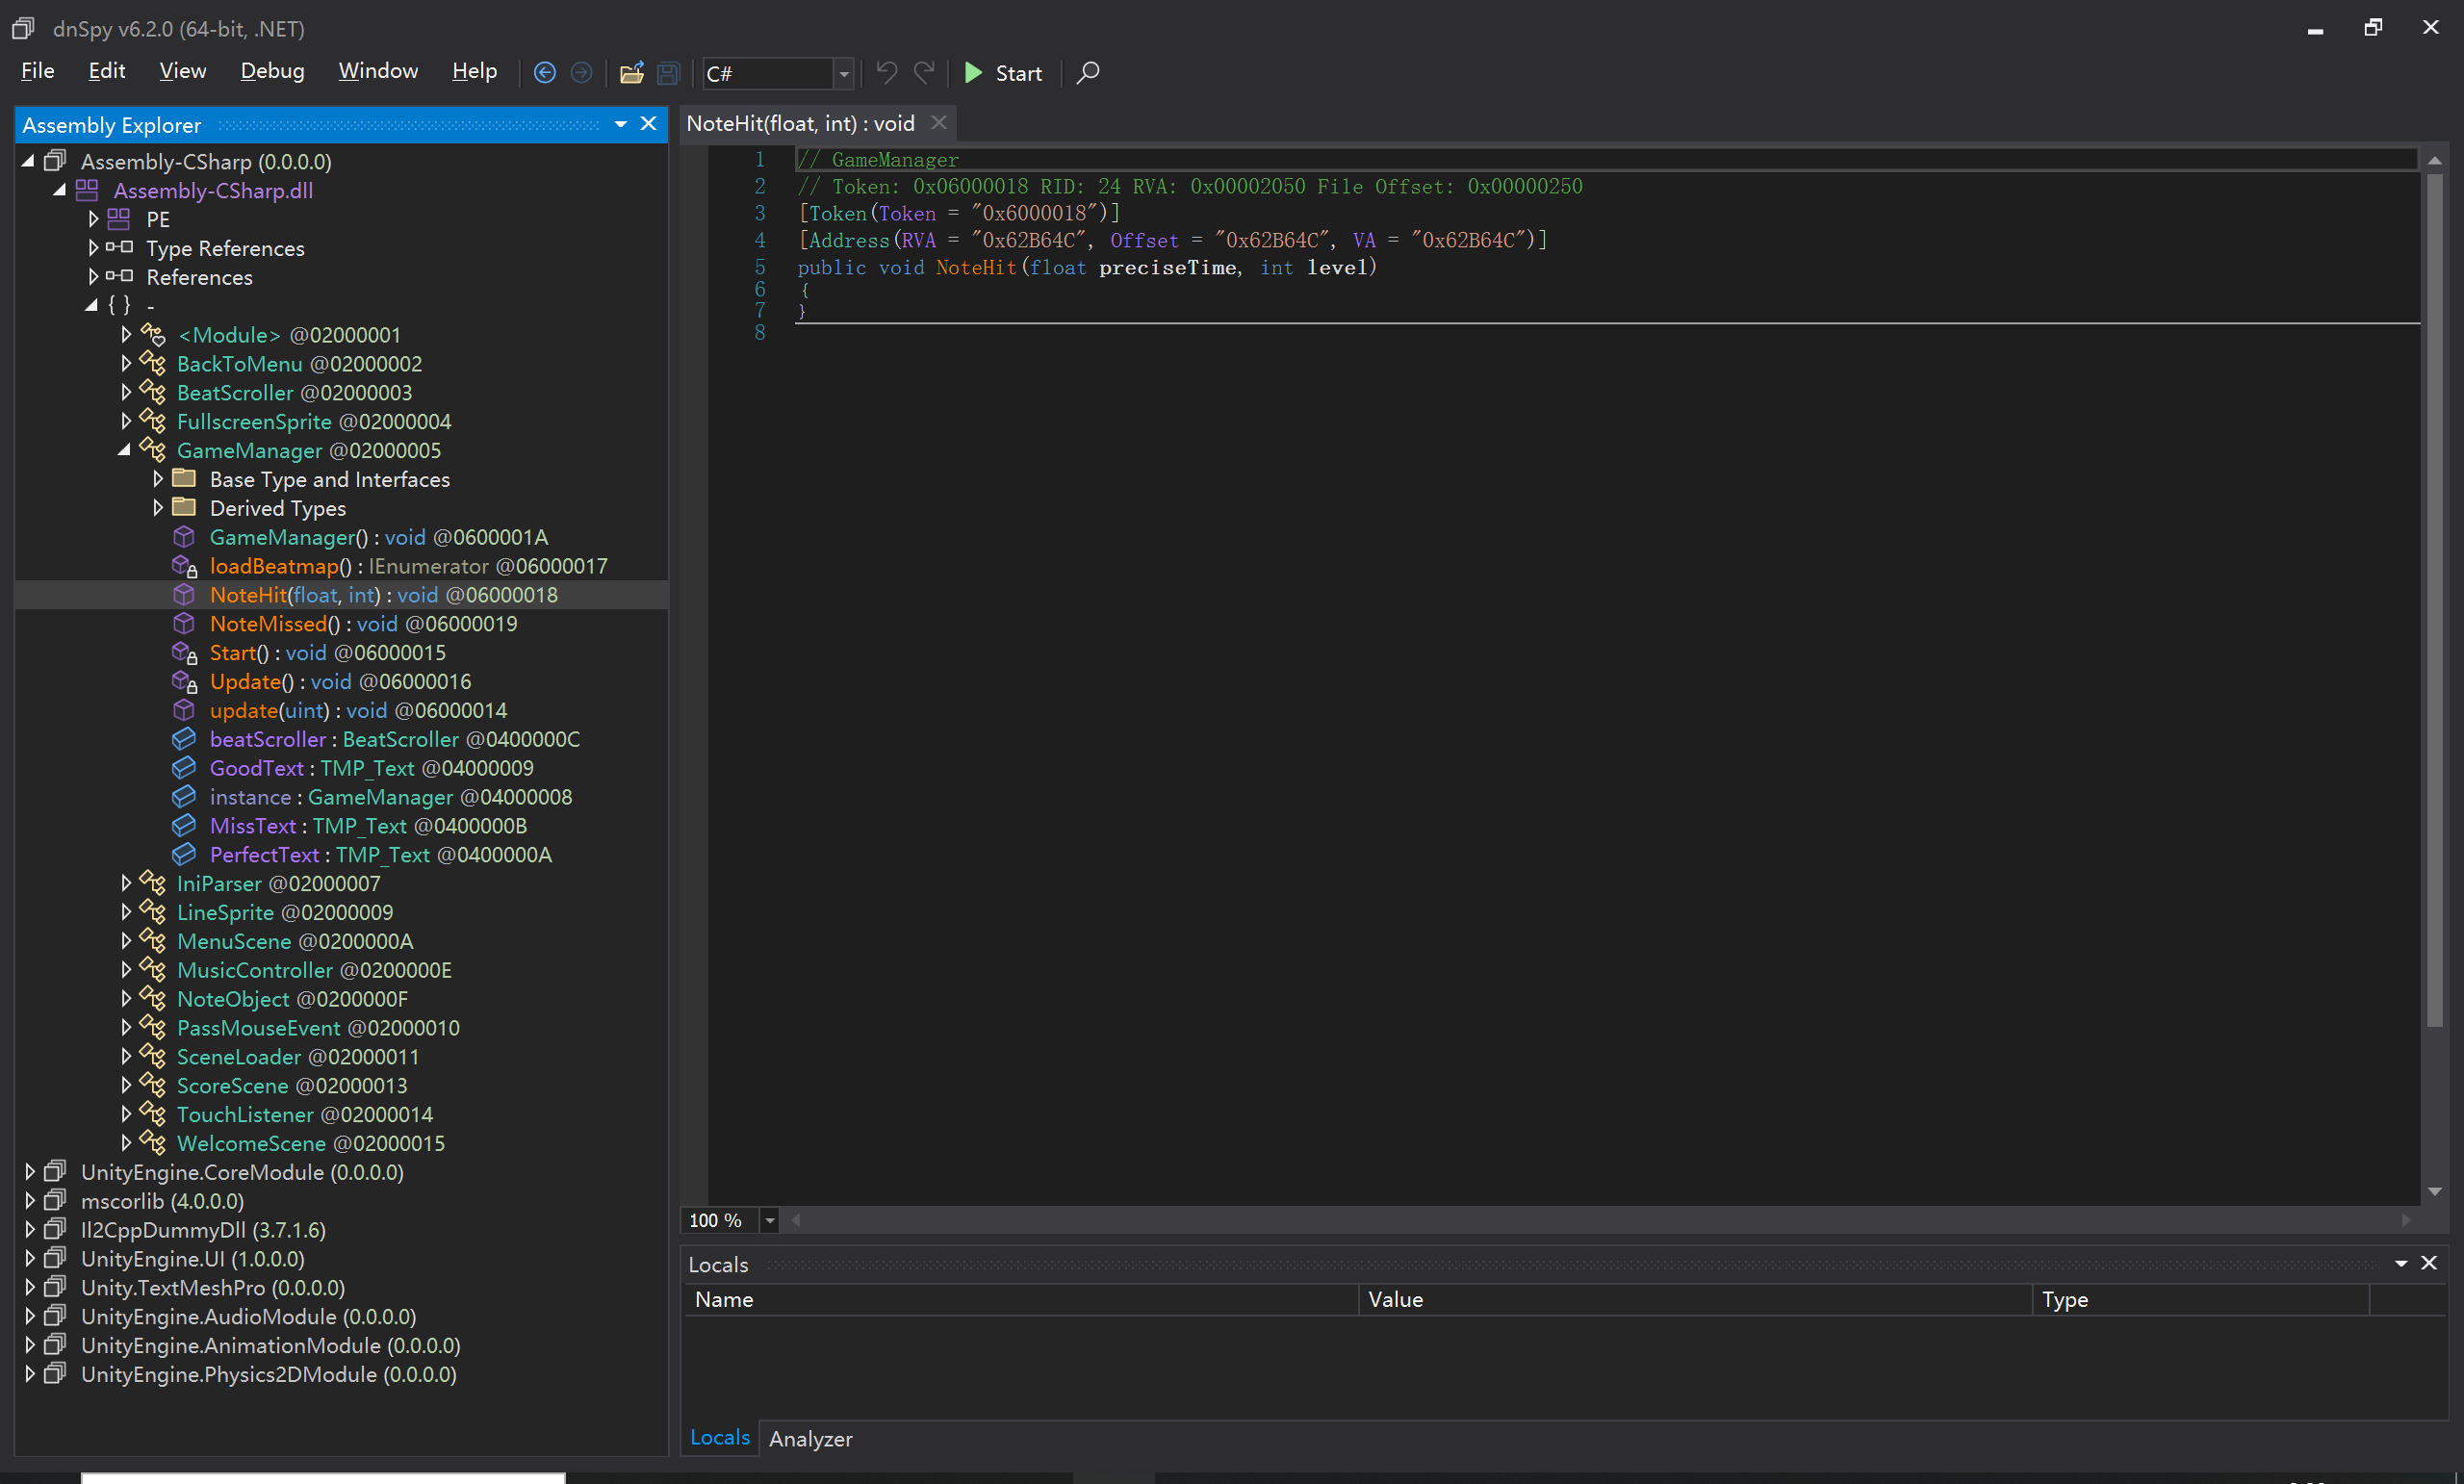 dnSpy v6.2.0 (64-bit, .NET)
File Edit View Debug Window Help C# Start
Assembly Explorer
Assembly-CSharp (0.0.0.0)
Assembly-CSharp.dll
PE
Type References
References
{ } -
<Module> @02000001
BackToMenu @02000002
BeatScroller @02000003
FullscreenSprite @02000004
GameManager @02000005
Base Type and Interfaces
Derived Types
GameManager() : void @0600001A
loadBeatmap() : IEnumerator @06000017
NoteHit(float, int) : void @06000018
NoteMissed() : void @06000019
Start() : void @06000015
Update() : void @06000016
update(uint) : void @06000014
beatScroller : BeatScroller @0400000C
GoodText : TMP_Text @04000009
instance : GameManager @04000008
MissText : TMP_Text @0400000B
PerfectText : TMP_Text @0400000A
IniParser @02000007
LineSprite @02000009
MenuScene @0200000A
MusicController @0200000E
NoteObject @0200000F
PassMouseEvent @02000010
SceneLoader @02000011
ScoreScene @02000013
TouchListener @02000014
WelcomeScene @02000015
UnityEngine.CoreModule (0.0.0.0)
mscorlib (4.0.0.0)
Il2CppDummyDll (3.7.1.6)
UnityEngine.UI (1.0.0.0)
Unity.TextMeshPro (0.0.0.0)
UnityEngine.AudioModule (0.0.0.0)
UnityEngine.AnimationModule (0.0.0.0)
UnityEngine.Physics2DModule (0.0.0.0)
NoteHit(float, int) : void
1 // GameManager
2 // Token: 0x06000018 RID: 24 RVA: 0x00002050 File Offset: 0x00000250
3 [Token(Token = "0x6000018")]
4 [Address(RVA = "0x62B64C", Offset = "0x62B64C", VA = "0x62B64C")]
5 public void NoteHit(float preciseTime, int level)
6 {
7 }
8
100 %
Locals
Name Value Type
Locals Analyzer